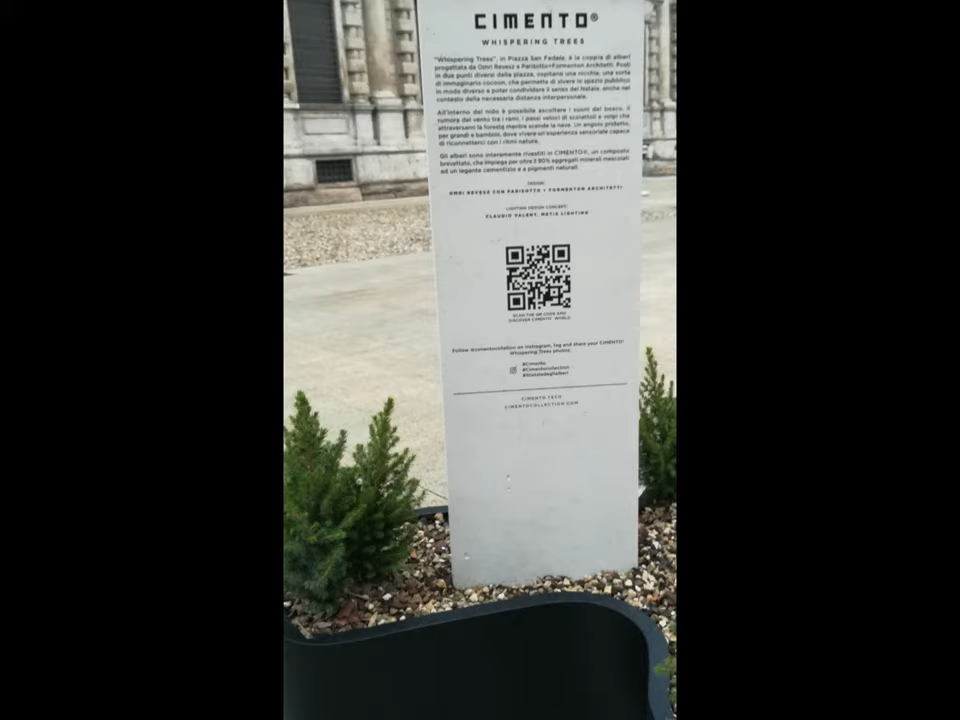 CIMENTO®
WHISPERING TREES
"Whispering Trees", in Piazza San Fedele, è la coppia di alberi
progettata da Omri Revesz e Parisotto+Formenton Architetti. Posti
in due punti diversi della piazza, ospitano una nicchia, una sorta
di immaginario cocoon, che permette di vivere lo spazio pubblico
in modo diverso e poter condividere il senso del Natale, anche nel
contesto della necessaria distanza interpersonale.
All'interno del nido è possibile ascoltare i suoni del bosco, il
rumore del vento tra i rami, i passi veloci di scoiattoli e volpi che
attraversano la foresta mentre scende la neve. Un angolo protetto,
per grandi e bambini, dove vivere un'esperienza sensoriale capace
di riconnetterci con i ritmi natura.
Gli alberi sono interamente rivestiti in CIMENTO®, un composto
brevettato, che impiega per oltre il 90% aggregati minerali mescolati
ad un legante cementizio e a pigmenti naturali.
DESIGN:
OMRI REVESZ CON PARISOTTO + FORMENTON ARCHITETTI
LIGHTING DESIGN CONCEPT:
FLAVIO VALENT, METIS LIGHTING
SCAN THE QR CODE AND
DISCOVER CIMENTO® WORLD
Follow @cimentocollection on Instagram, tag and share your CIMENTO®
Whispering Trees photos.
#Cimento
#Cimentocollection
#Ilnataledeglialberi
CIMENTO.TECH
CIMENTOCOLLECTION.COM